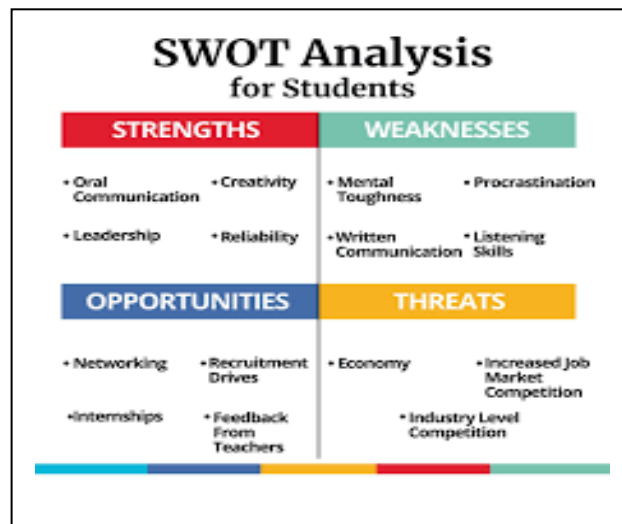 SWOT Analysis
for Students
STRENGTHS
• Oral
Communication
• Creativity
• Leadership
• Reliability
WEAKNESSES
• Mental
Toughness
• Procrastination
• Written
Communication
• Listening
Skills
OPPORTUNITIES
• Networking
• Recruitment
Drives
•Internships
• Feedback
From
Teachers
THREATS
• Economy
• Increased Job
Market
Competition
• Industry Level
Competition